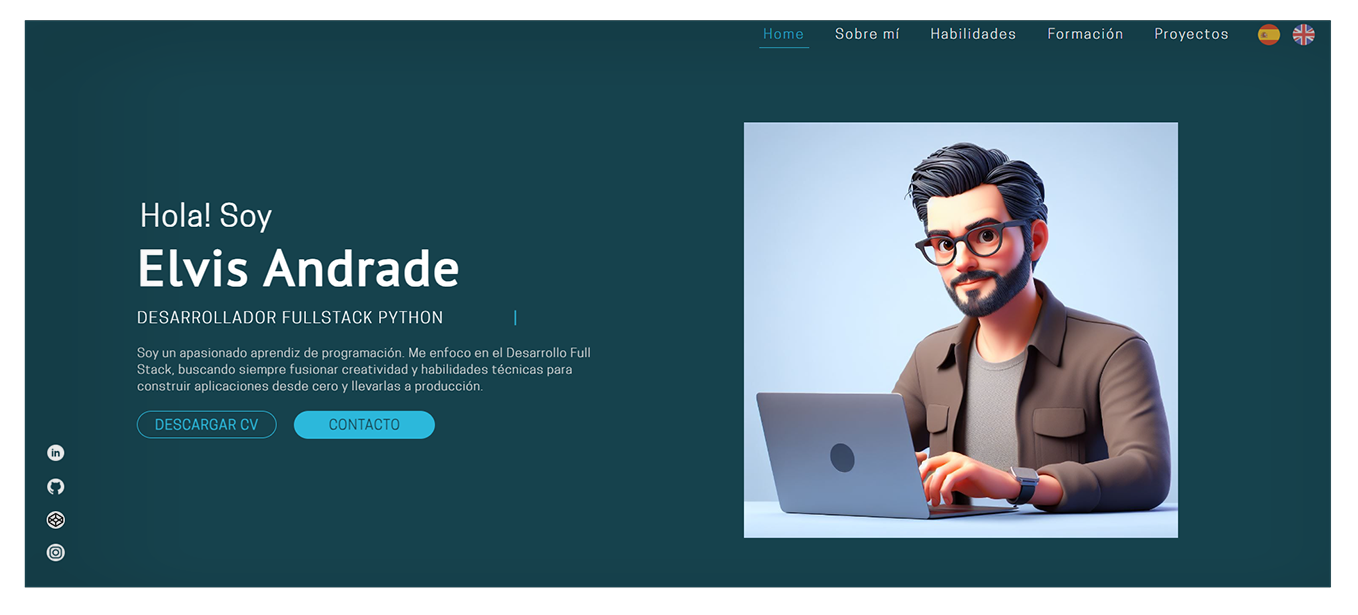 Home Sobre mí Habilidades Formación Proyectos
Hola! Soy
Elvis Andrade
DESARROLLADOR FULLSTACK PYTHON
Soy un apasionado aprendiz de programación. Me enfoco en el Desarrollo Full
Stack, buscando siempre fusionar creatividad y habilidades técnicas para
construir aplicaciones desde cero y llevarlas a producción.
DESCARGAR CV CONTACTO
in